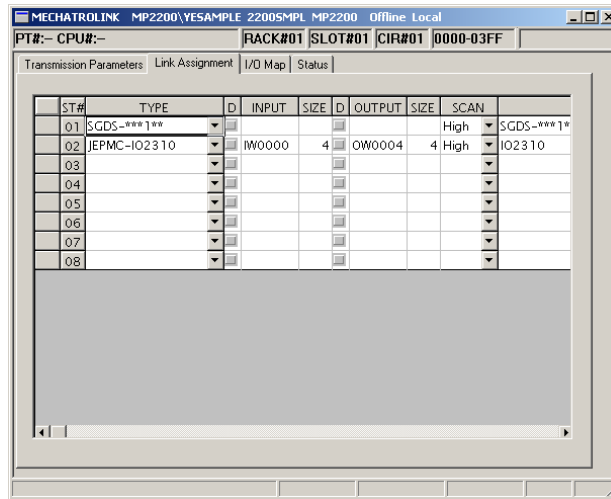 MECHATROLINK MP2200\YESAMPLE 2200SMPL MP2200 Offline Local
PT#:– CPU#:– RACK#01 SLOT#01 CIR#01 0000-03FF
Transmission Parameters Link Assignment I/O Map Status
ST# TYPE D INPUT SIZE D OUTPUT SIZE SCAN
01 SGDS-***1** High SGDS-***1*
02 JEPMC-IO2310 IW0000 4 OW0004 4 High IO2310
03
04
05
06
07
08